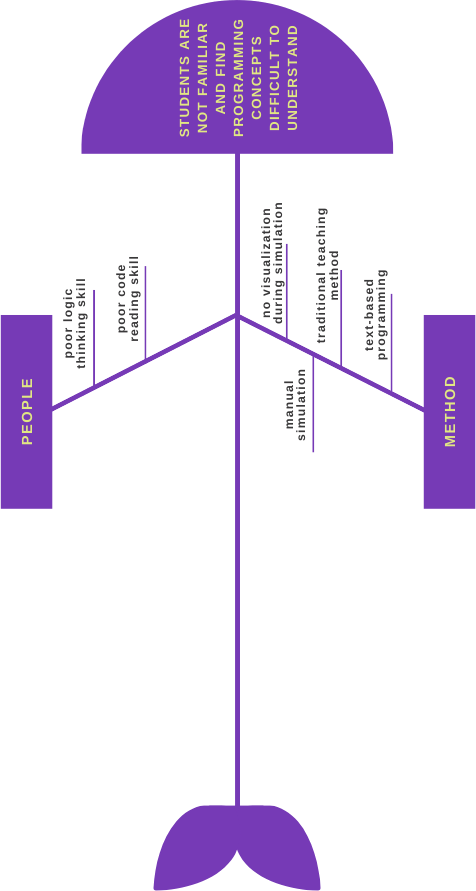 STUDENTS ARE
NOT FAMILIAR
AND FIND
PROGRAMMING
CONCEPTS
DIFFICULT TO
UNDERSTAND
PEOPLE
poor logic
thinking skill
poor code
reading skill
no visualization
during simulation
manual
simulation
traditional teaching
method
text-based
programming
METHOD